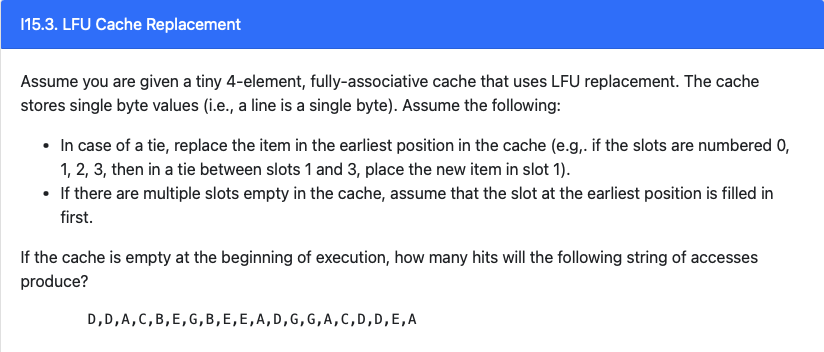 I15.3. LFU Cache Replacement
Assume you are given a tiny 4-element, fully-associative cache that uses LFU replacement. The cache
stores single byte values (i.e., a line is a single byte). Assume the following:
• In case of a tie, replace the item in the earliest position in the cache (e.g,. if the slots are numbered 0,
1, 2, 3, then in a tie between slots 1 and 3, place the new item in slot 1).
• If there are multiple slots empty in the cache, assume that the slot at the earliest position is filled in
first.
If the cache is empty at the beginning of execution, how many hits will the following string of accesses
produce?
D,D,A,C,B,E,G,B,E,E,A,D,G,G,A,C,D,D,E,A